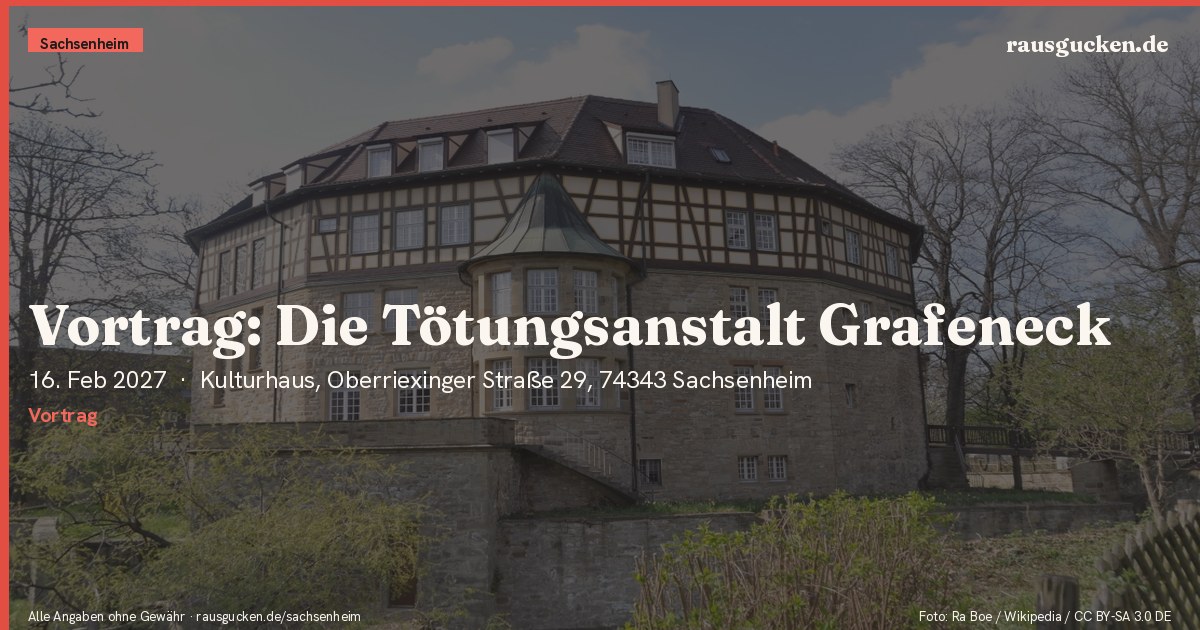 Sachsenheim
rausgucken.de
Vortrag: Die Tötungsanstalt Grafeneck
16. Feb 2027 · Kulturhaus, Oberriexinger Straße 29, 74343 Sachsenheim
Vortrag
Alle Angaben ohne Gewähr · rausgucken.de/sachsenheim
Foto: Ra Boe / Wikipedia / CC BY-SA 3.0 DE